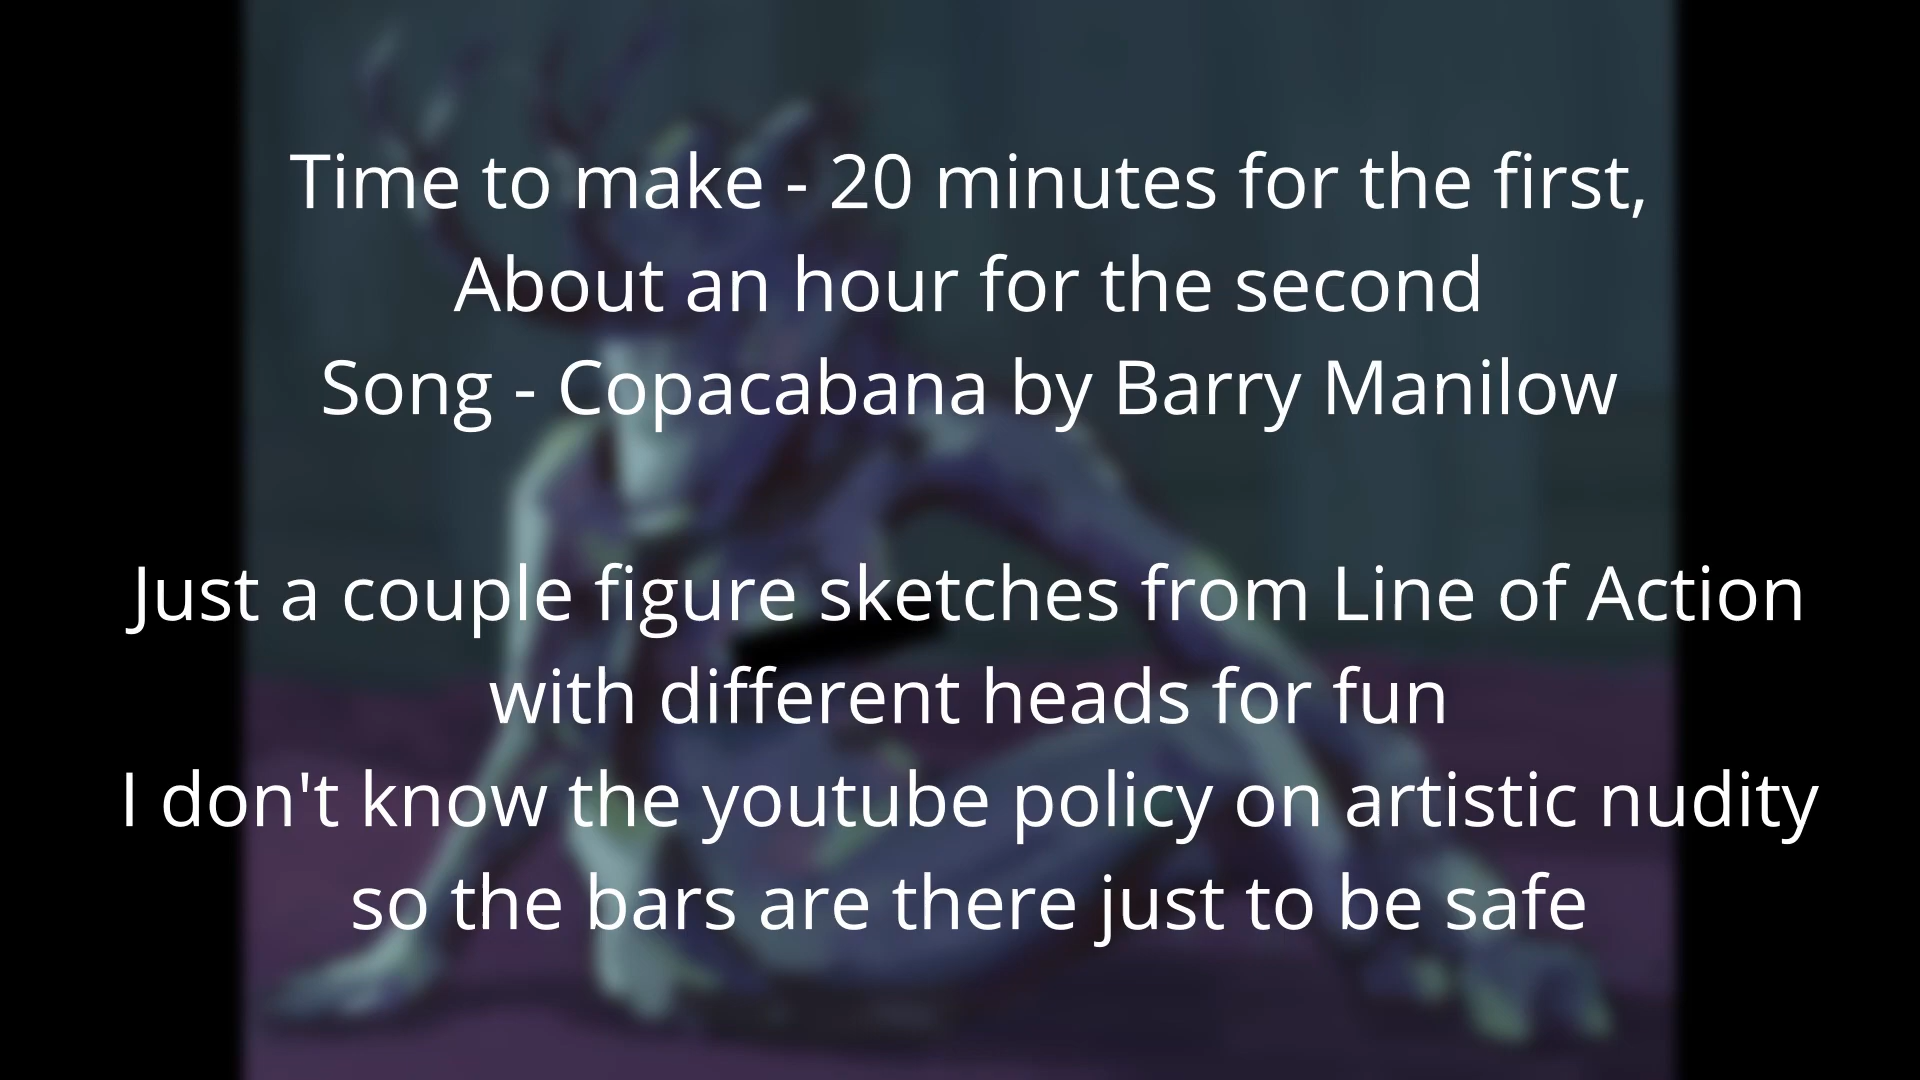 Time to make - 20 minutes for the first,
About an hour for the second
Song - Copacabana by Barry Manilow
Just a couple figure sketches from Line of Action
with different heads for fun
I don't know the youtube policy on artistic nudity
so the bars are there just to be safe